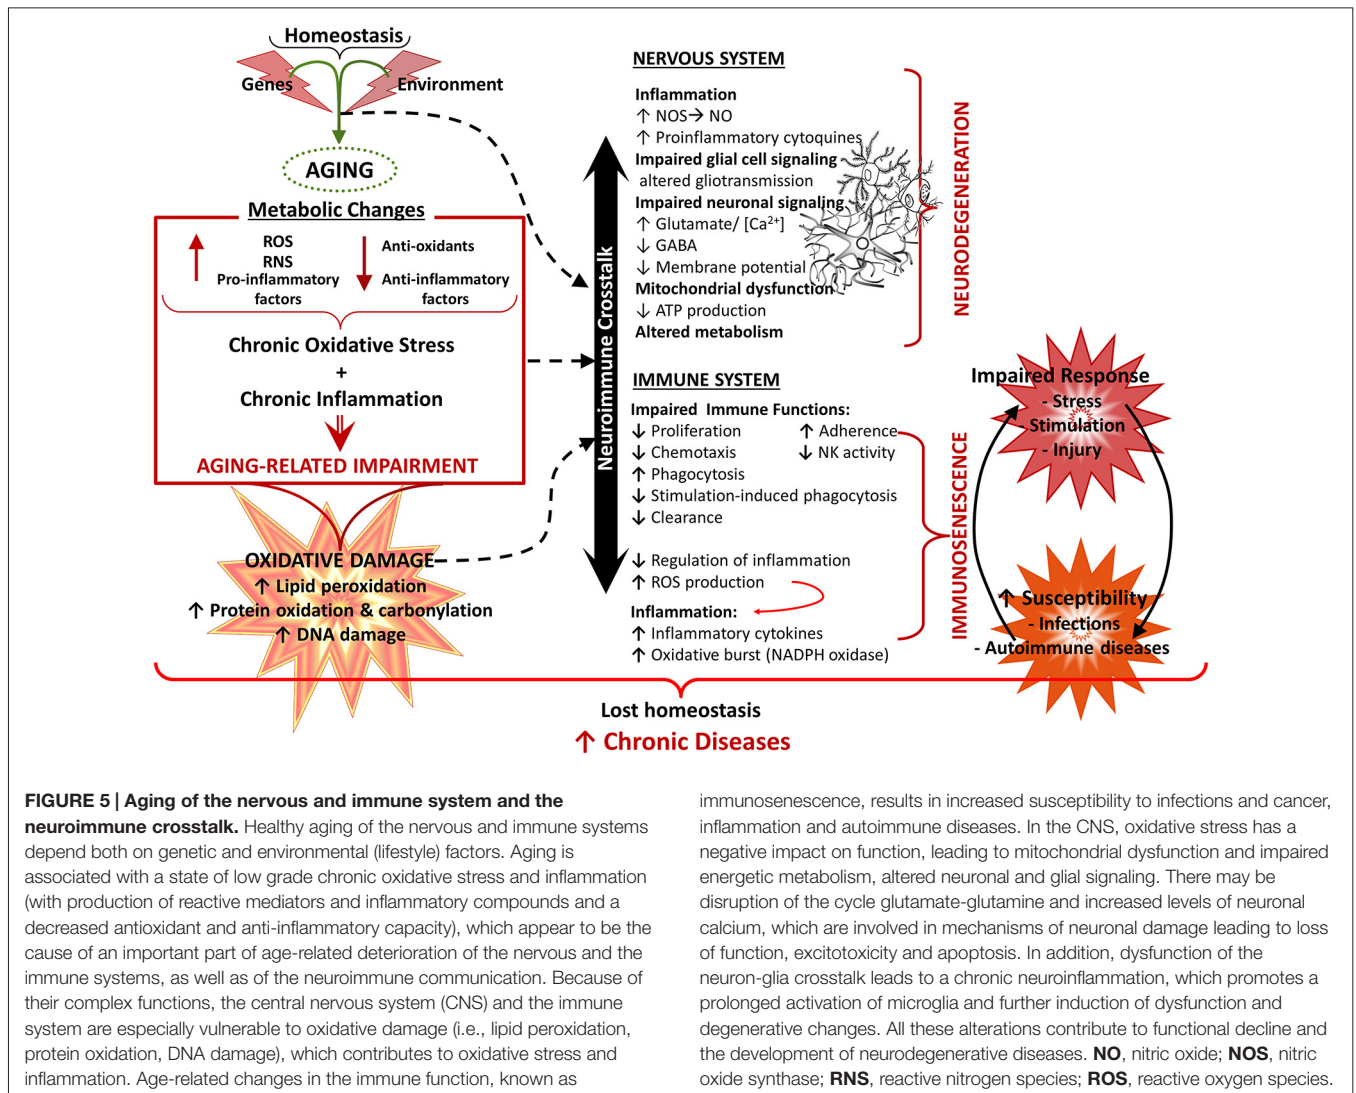 Homeostasis
Genes
Environment
AGING
Metabolic Changes
↑ ROS
RNS
Pro-inflammatory
factors
↓ Anti-oxidants
Anti-inflammatory
factors
Chronic Oxidative Stress
+
Chronic Inflammation
AGING-RELATED IMPAIRMENT
OXIDATIVE DAMAGE
↑ Lipid peroxidation
↑ Protein oxidation & carbonylation
↑ DNA damage
Neuroimmune Crosstalk
NERVOUS SYSTEM
Inflammation
↑ NOS→ NO
↑ Proinflammatory cytoquines
Impaired glial cell signaling
altered gliotransmission
Impaired neuronal signaling
↑ Glutamate/ [Ca²⁺]
↓ GABA
↓ Membrane potential
Mitochondrial dysfunction
↓ ATP production
Altered metabolism
NEURODEGENERATION
IMMUNE SYSTEM
Impaired Immune Functions:
↓ Proliferation ↑ Adherence
↓ Chemotaxis ↓ NK activity
↑ Phagocytosis
↓ Stimulation-induced phagocytosis
↓ Clearance
↓ Regulation of inflammation
↑ ROS production
Inflammation:
↑ Inflammatory cytokines
↑ Oxidative burst (NADPH oxidase)
IMMUNOSENESCENCE
Impaired Response
- Stress
- Stimulation
- Injury
↑ Susceptibility
- Infections
- Autoimmune diseases
Lost homeostasis
↑ Chronic Diseases
FIGURE 5 | Aging of the nervous and immune system and the
neuroimmune crosstalk. Healthy aging of the nervous and immune systems
depend both on genetic and environmental (lifestyle) factors. Aging is
associated with a state of low grade chronic oxidative stress and inflammation
(with production of reactive mediators and inflammatory compounds and a
decreased antioxidant and anti-inflammatory capacity), which appear to be the
cause of an important part of age-related deterioration of the nervous and the
immune systems, as well as of the neuroimmune communication. Because of
their complex functions, the central nervous system (CNS) and the immune
system are especially vulnerable to oxidative damage (i.e., lipid peroxidation,
protein oxidation, DNA damage), which contributes to oxidative stress and
inflammation. Age-related changes in the immune function, known as
immunosenescence, results in increased susceptibility to infections and cancer,
inflammation and autoimmune diseases. In the CNS, oxidative stress has a
negative impact on function, leading to mitochondrial dysfunction and impaired
energetic metabolism, altered neuronal and glial signaling. There may be
disruption of the cycle glutamate-glutamine and increased levels of neuronal
calcium, which are involved in mechanisms of neuronal damage leading to loss
of function, excitotoxicity and apoptosis. In addition, dysfunction of the
neuron-glia crosstalk leads to a chronic neuroinflammation, which promotes a
prolonged activation of microglia and further induction of dysfunction and
degenerative changes. All these alterations contribute to functional decline and
the development of neurodegenerative diseases. NO, nitric oxide; NOS, nitric
oxide synthase; RNS, reactive nitrogen species; ROS, reactive oxygen species.